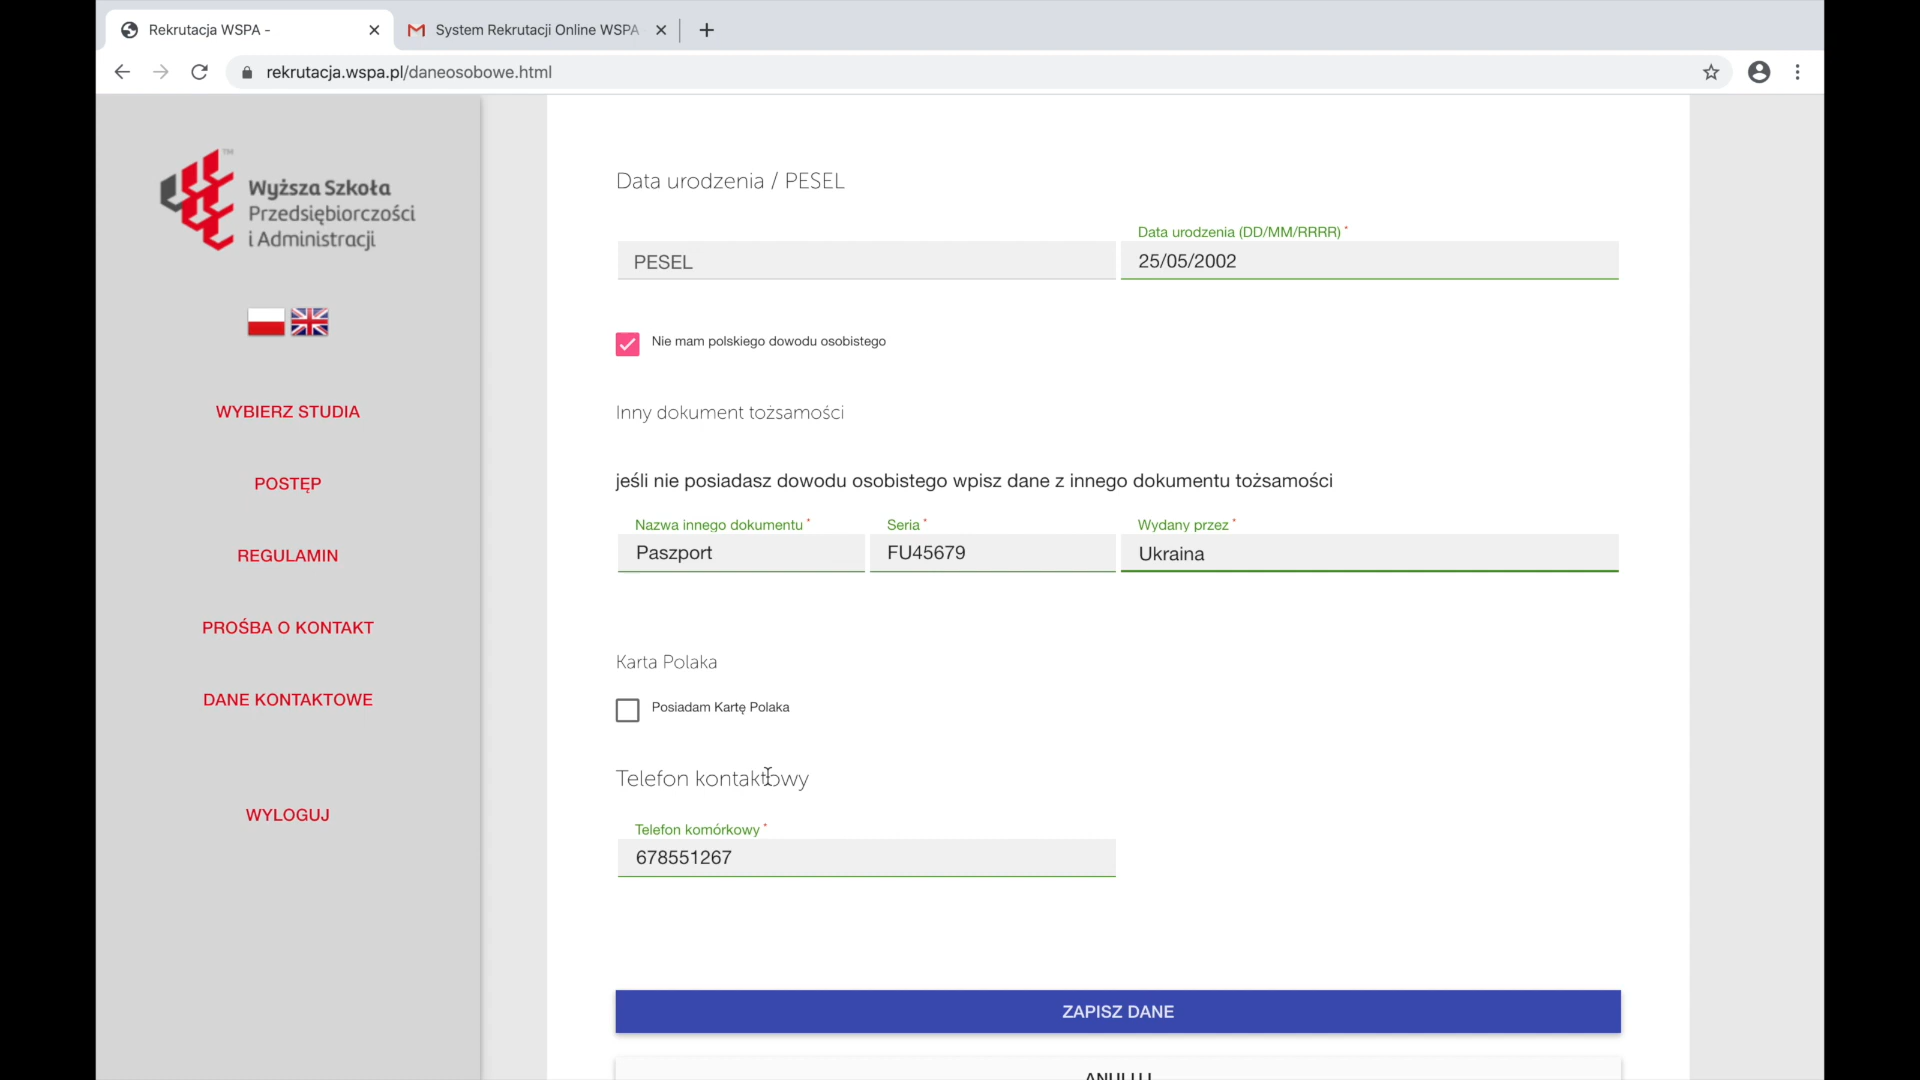 Rekrutacja WSPA -
System Rekrutacji Online WSPA
rekrutacja.wspa.pl/daneosobowe.html
TM
Wyższa Szkoła
Przedsiębiorczości
i Administracji
WYBIERZ STUDIA
POSTĘP
REGULAMIN
PROŚBA O KONTAKT
DANE KONTAKTOWE
WYLOGUJ
Data urodzenia / PESEL
Data urodzenia (DD/MM/RRRR) *
PESEL
25/05/2002
Nie mam polskiego dowodu osobistego
Inny dokument tożsamości
jeśli nie posiadasz dowodu osobistego wpisz dane z innego dokumentu tożsamości
Nazwa innego dokumentu * Seria * Wydany przez *
Paszport FU45679 Ukraina
Karta Polaka
Posiadam Kartę Polaka
Telefon kontaktowy
Telefon komórkowy *
678551267
ZAPISZ DANE
ANULUJ